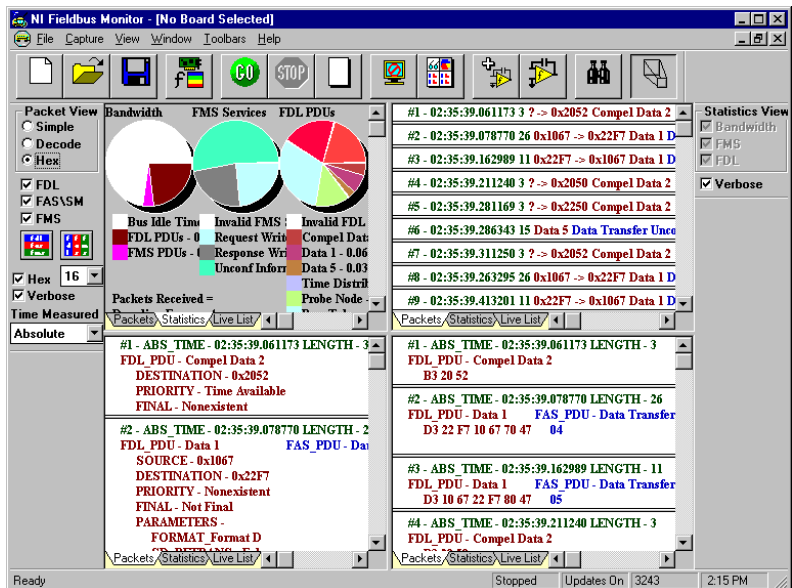 NI Fieldbus Monitor - [No Board Selected]
File Capture View Window Toolbars Help
GO
STOP
Packet View
Simple
Decode
Hex
FDL
FAS\SM
FMS
Hex 16
Verbose
Time Measured
Absolute
Bandwidth FMS Services FDL PDUs
Bus Idle Time
FDL PDUs - 0
FMS PDUs - 0
Invalid FMS
Request Write
Response Wri
Unconf Inform
Invalid FDL
Compel Data
Data 1 - 0.06
Data 5 - 0.03
Time Distrib
Probe Node -
Packets Received =
Packets Statistics Live List
#1 - 02:35:39.061173 3 ? -> 0x2052 Compel Data 2
#2 - 02:35:39.078770 26 0x1067 -> 0x22F7 Data 1 D
#3 - 02:35:39.162989 11 0x22F7 -> 0x1067 Data 1 D
#4 - 02:35:39.211240 3 ? -> 0x2050 Compel Data 2
#5 - 02:35:39.281169 3 ? -> 0x2250 Compel Data 2
#6 - 02:35:39.286343 15 Data 5 Data Transfer Unco
#7 - 02:35:39.311250 3 ? -> 0x2052 Compel Data 2
#8 - 02:35:39.263295 26 0x1067 -> 0x22F7 Data 1 D
#9 - 02:35:39.413201 11 0x22F7 -> 0x1067 Data 1 D
Packets Statistics Live List
Statistics View
Bandwidth
FMS
FDL
Verbose
#1 - ABS_TIME - 02:35:39.061173 LENGTH - 3
FDL_PDU - Compel Data 2
DESTINATION - 0x2052
PRIORITY - Time Available
FINAL - Nonexistent
#2 - ABS_TIME - 02:35:39.078770 LENGTH - 2
FDL_PDU - Data 1 FAS_PDU - Dat
SOURCE - 0x1067
DESTINATION - 0x22F7
PRIORITY - Nonexistent
FINAL - Not Final
PARAMETERS -
FORMAT_Format D
Packets Statistics Live List
#1 - ABS_TIME - 02:35:39.061173 LENGTH - 3
FDL_PDU - Compel Data 2
B3 20 52
#2 - ABS_TIME - 02:35:39.078770 LENGTH - 26
FDL_PDU - Data 1 FAS_PDU - Data Transfer
D3 22 F7 10 67 70 47 04
#3 - ABS_TIME - 02:35:39.162989 LENGTH - 11
FDL_PDU - Data 1 FAS_PDU - Data Transfer
D3 10 67 22 F7 80 47 05
#4 - ABS_TIME - 02:35:39.211240 LENGTH - 3
FDL_PDU - Compel Data 2
Packets Statistics Live List
Ready Stopped Updates On 3243 2:15 PM